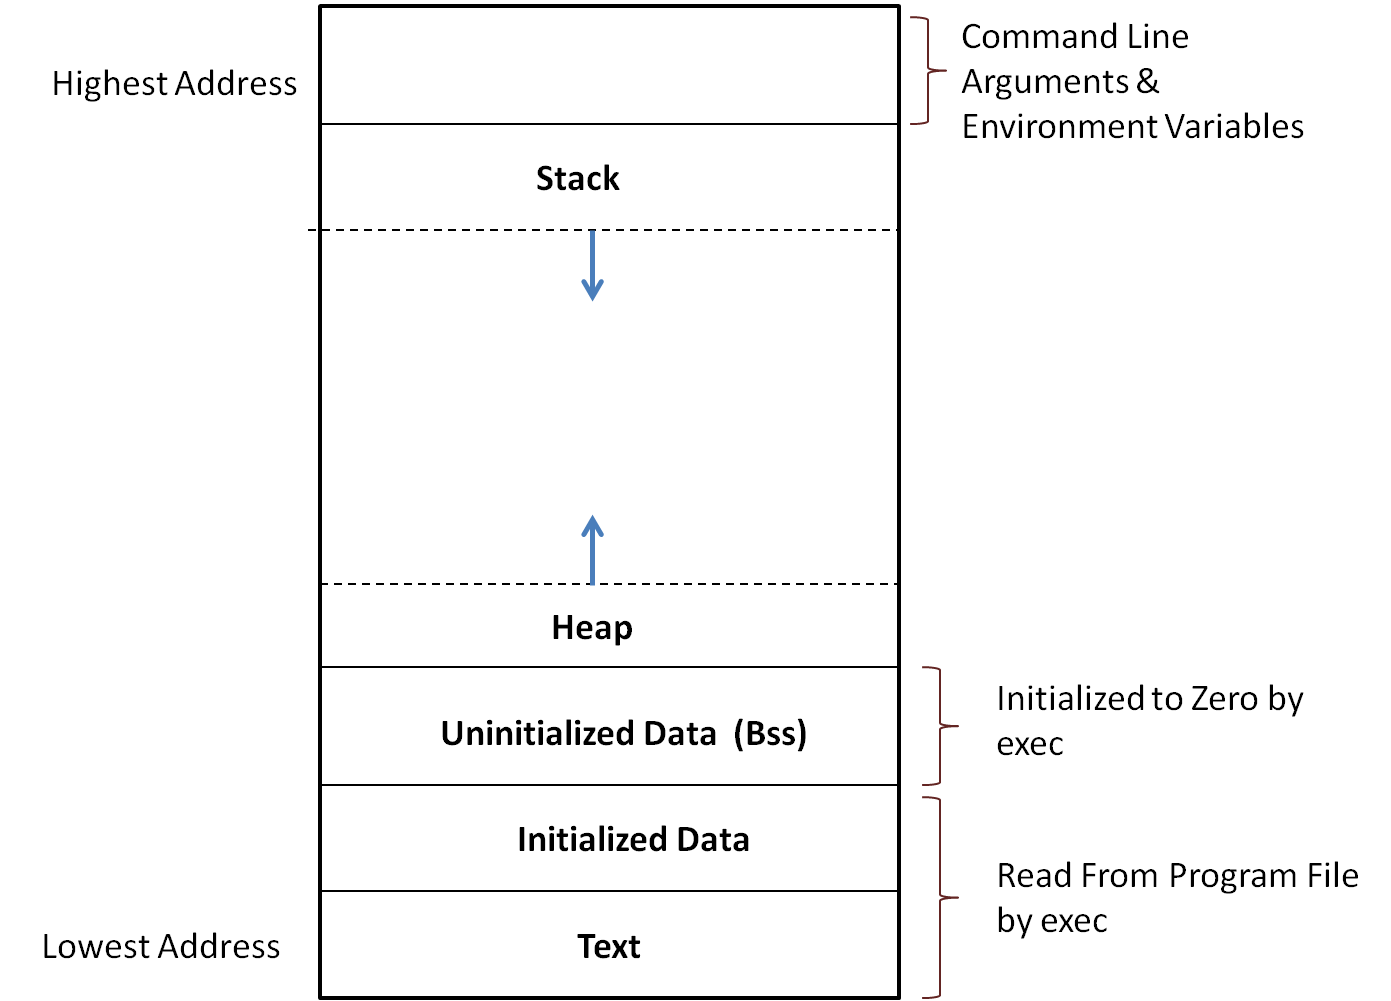 Command Line
Arguments &
Environment Variables
Highest Address
Stack
Heap
Uninitialized Data  (Bss)
Initialized to Zero by
exec
Initialized Data
Read From Program File
by exec
Lowest Address
Text